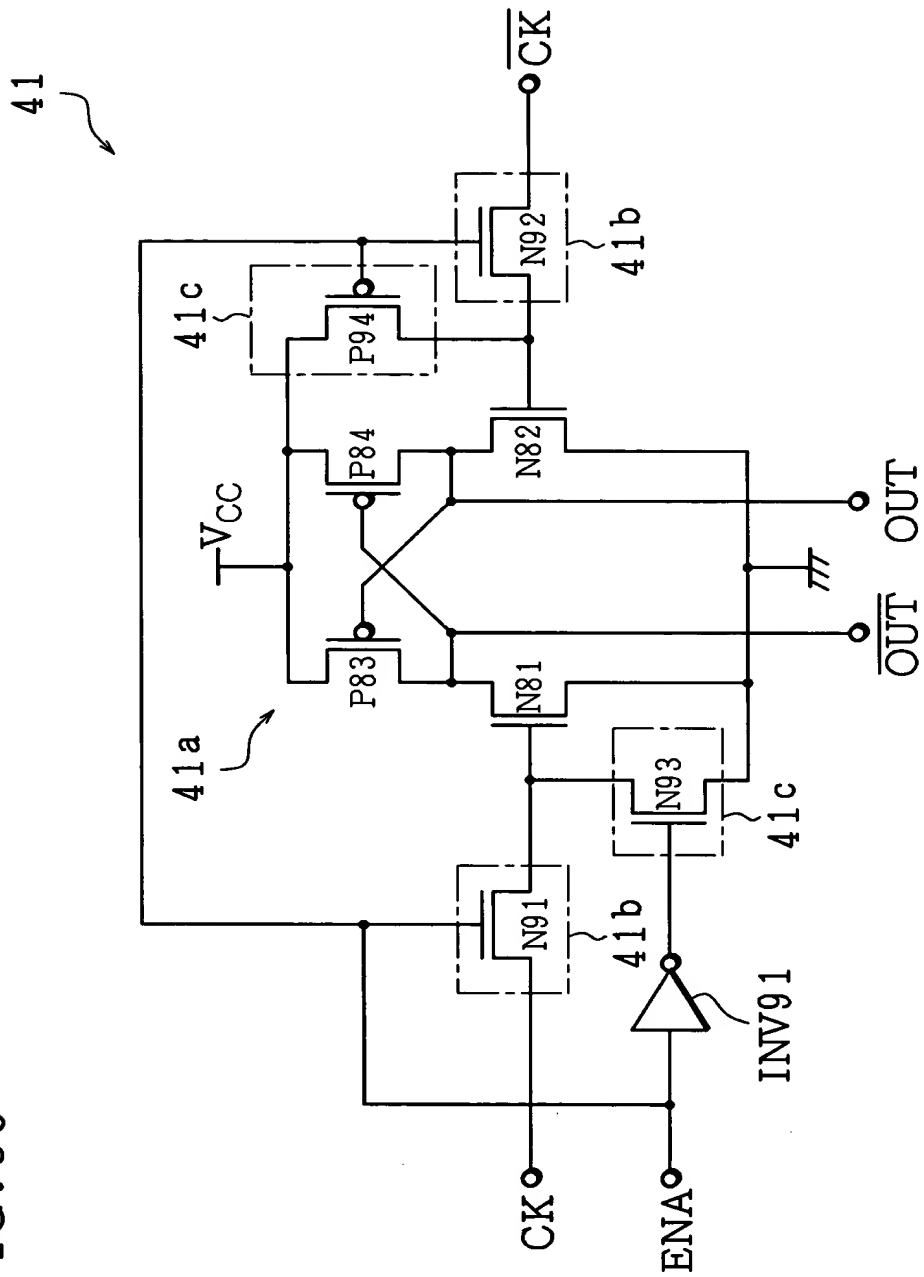 41
41c
P94
V_CC
P84
P83
41a
N92
CK̅
41b
N82
N81
N91
41b
N93
41c
CK
INV91
ENA
OUT̅
OUT